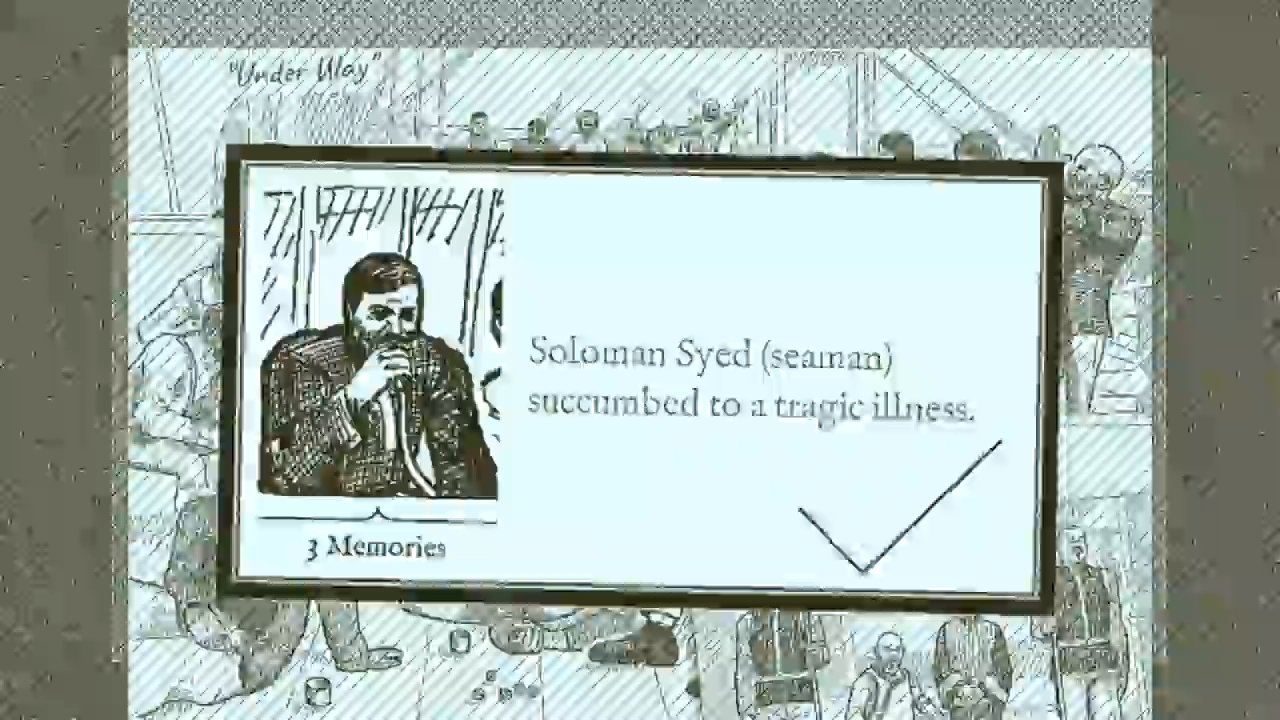 "Under Way"
Soloman Syed (seaman)
succumbed to a tragic illness.
3 Memories